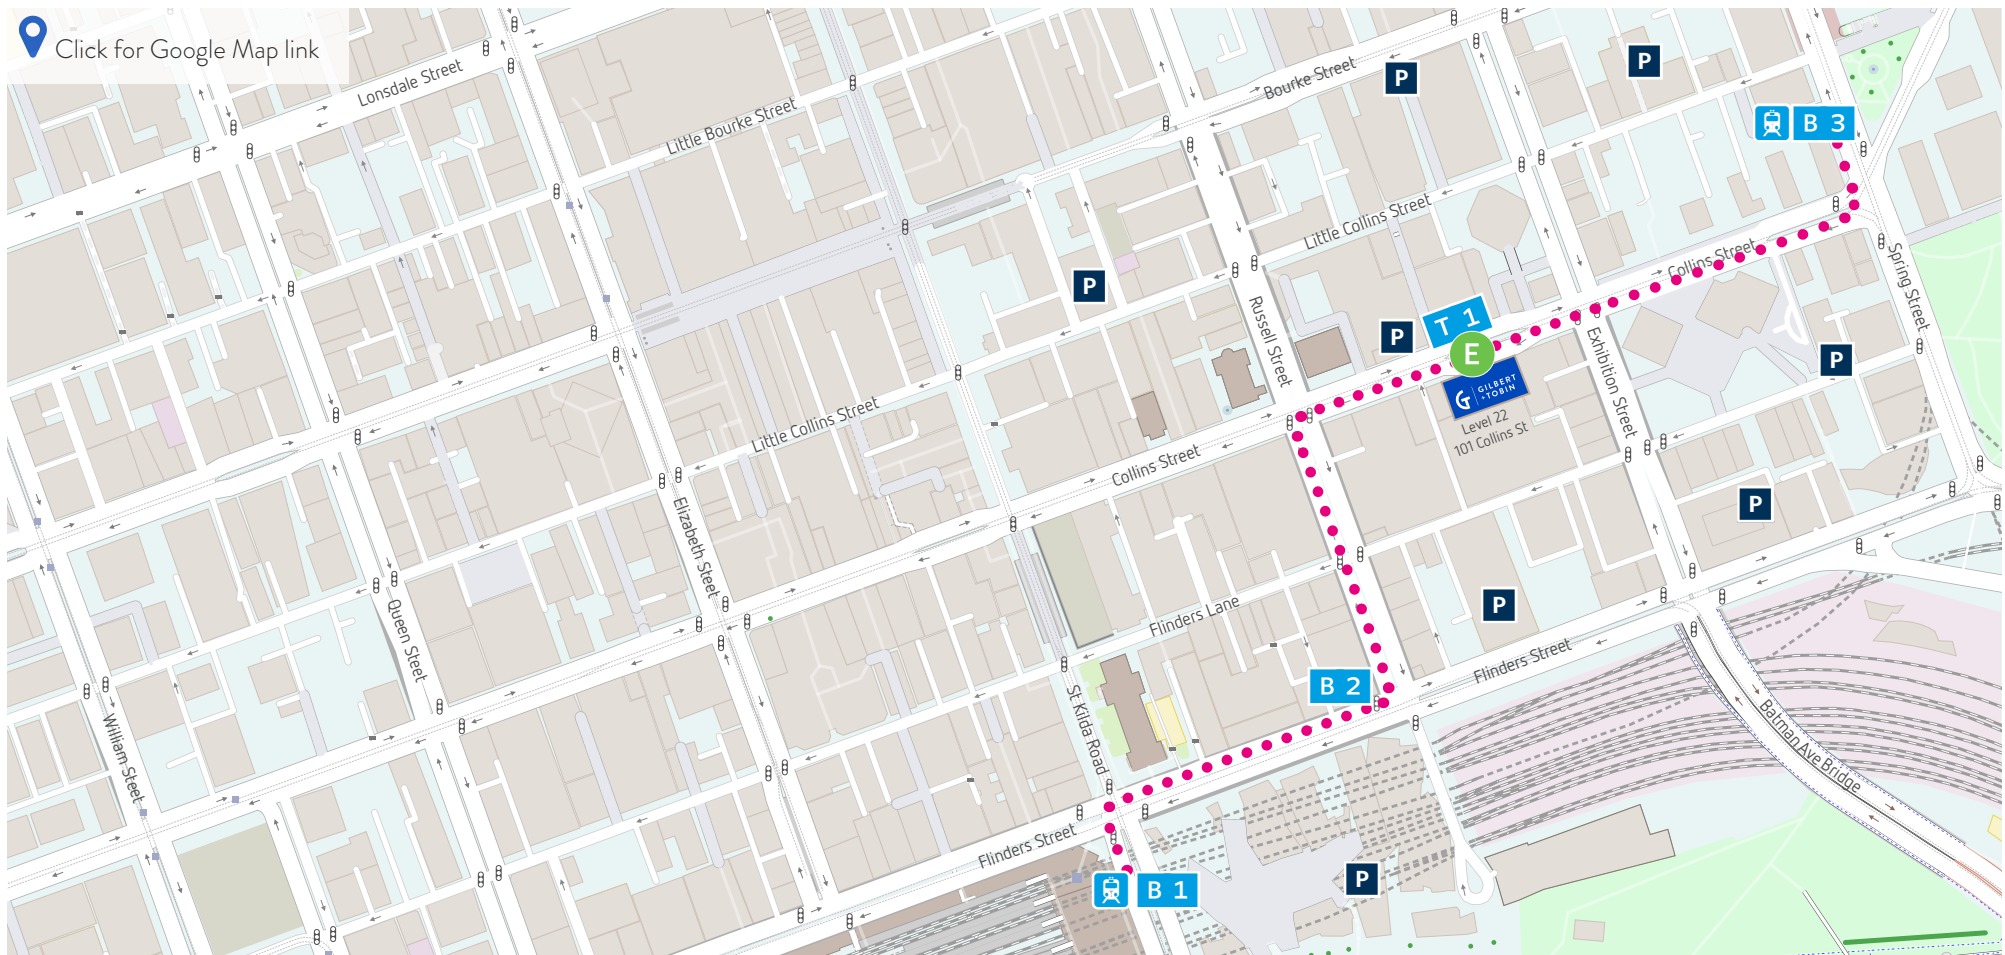 Click for Google Map link
Lonsdale Street
Bourke Street
P
P
Little Bourke Street
B 3
Little Collins Street
Collins Street
Spring Street
P
Russell Street
P
T 1
E
Exhibition Street
P
GILBERT
+TOBIN
G
Level 22
101 Collins St
Little Collins Street
Collins Street
Elizabeth Street
P
Queen Street
Flinders Lane
P
Flinders Street
B 2
St Kilda Road
William Street
Batman Ave Bridge
Flinders Street
B 1
P